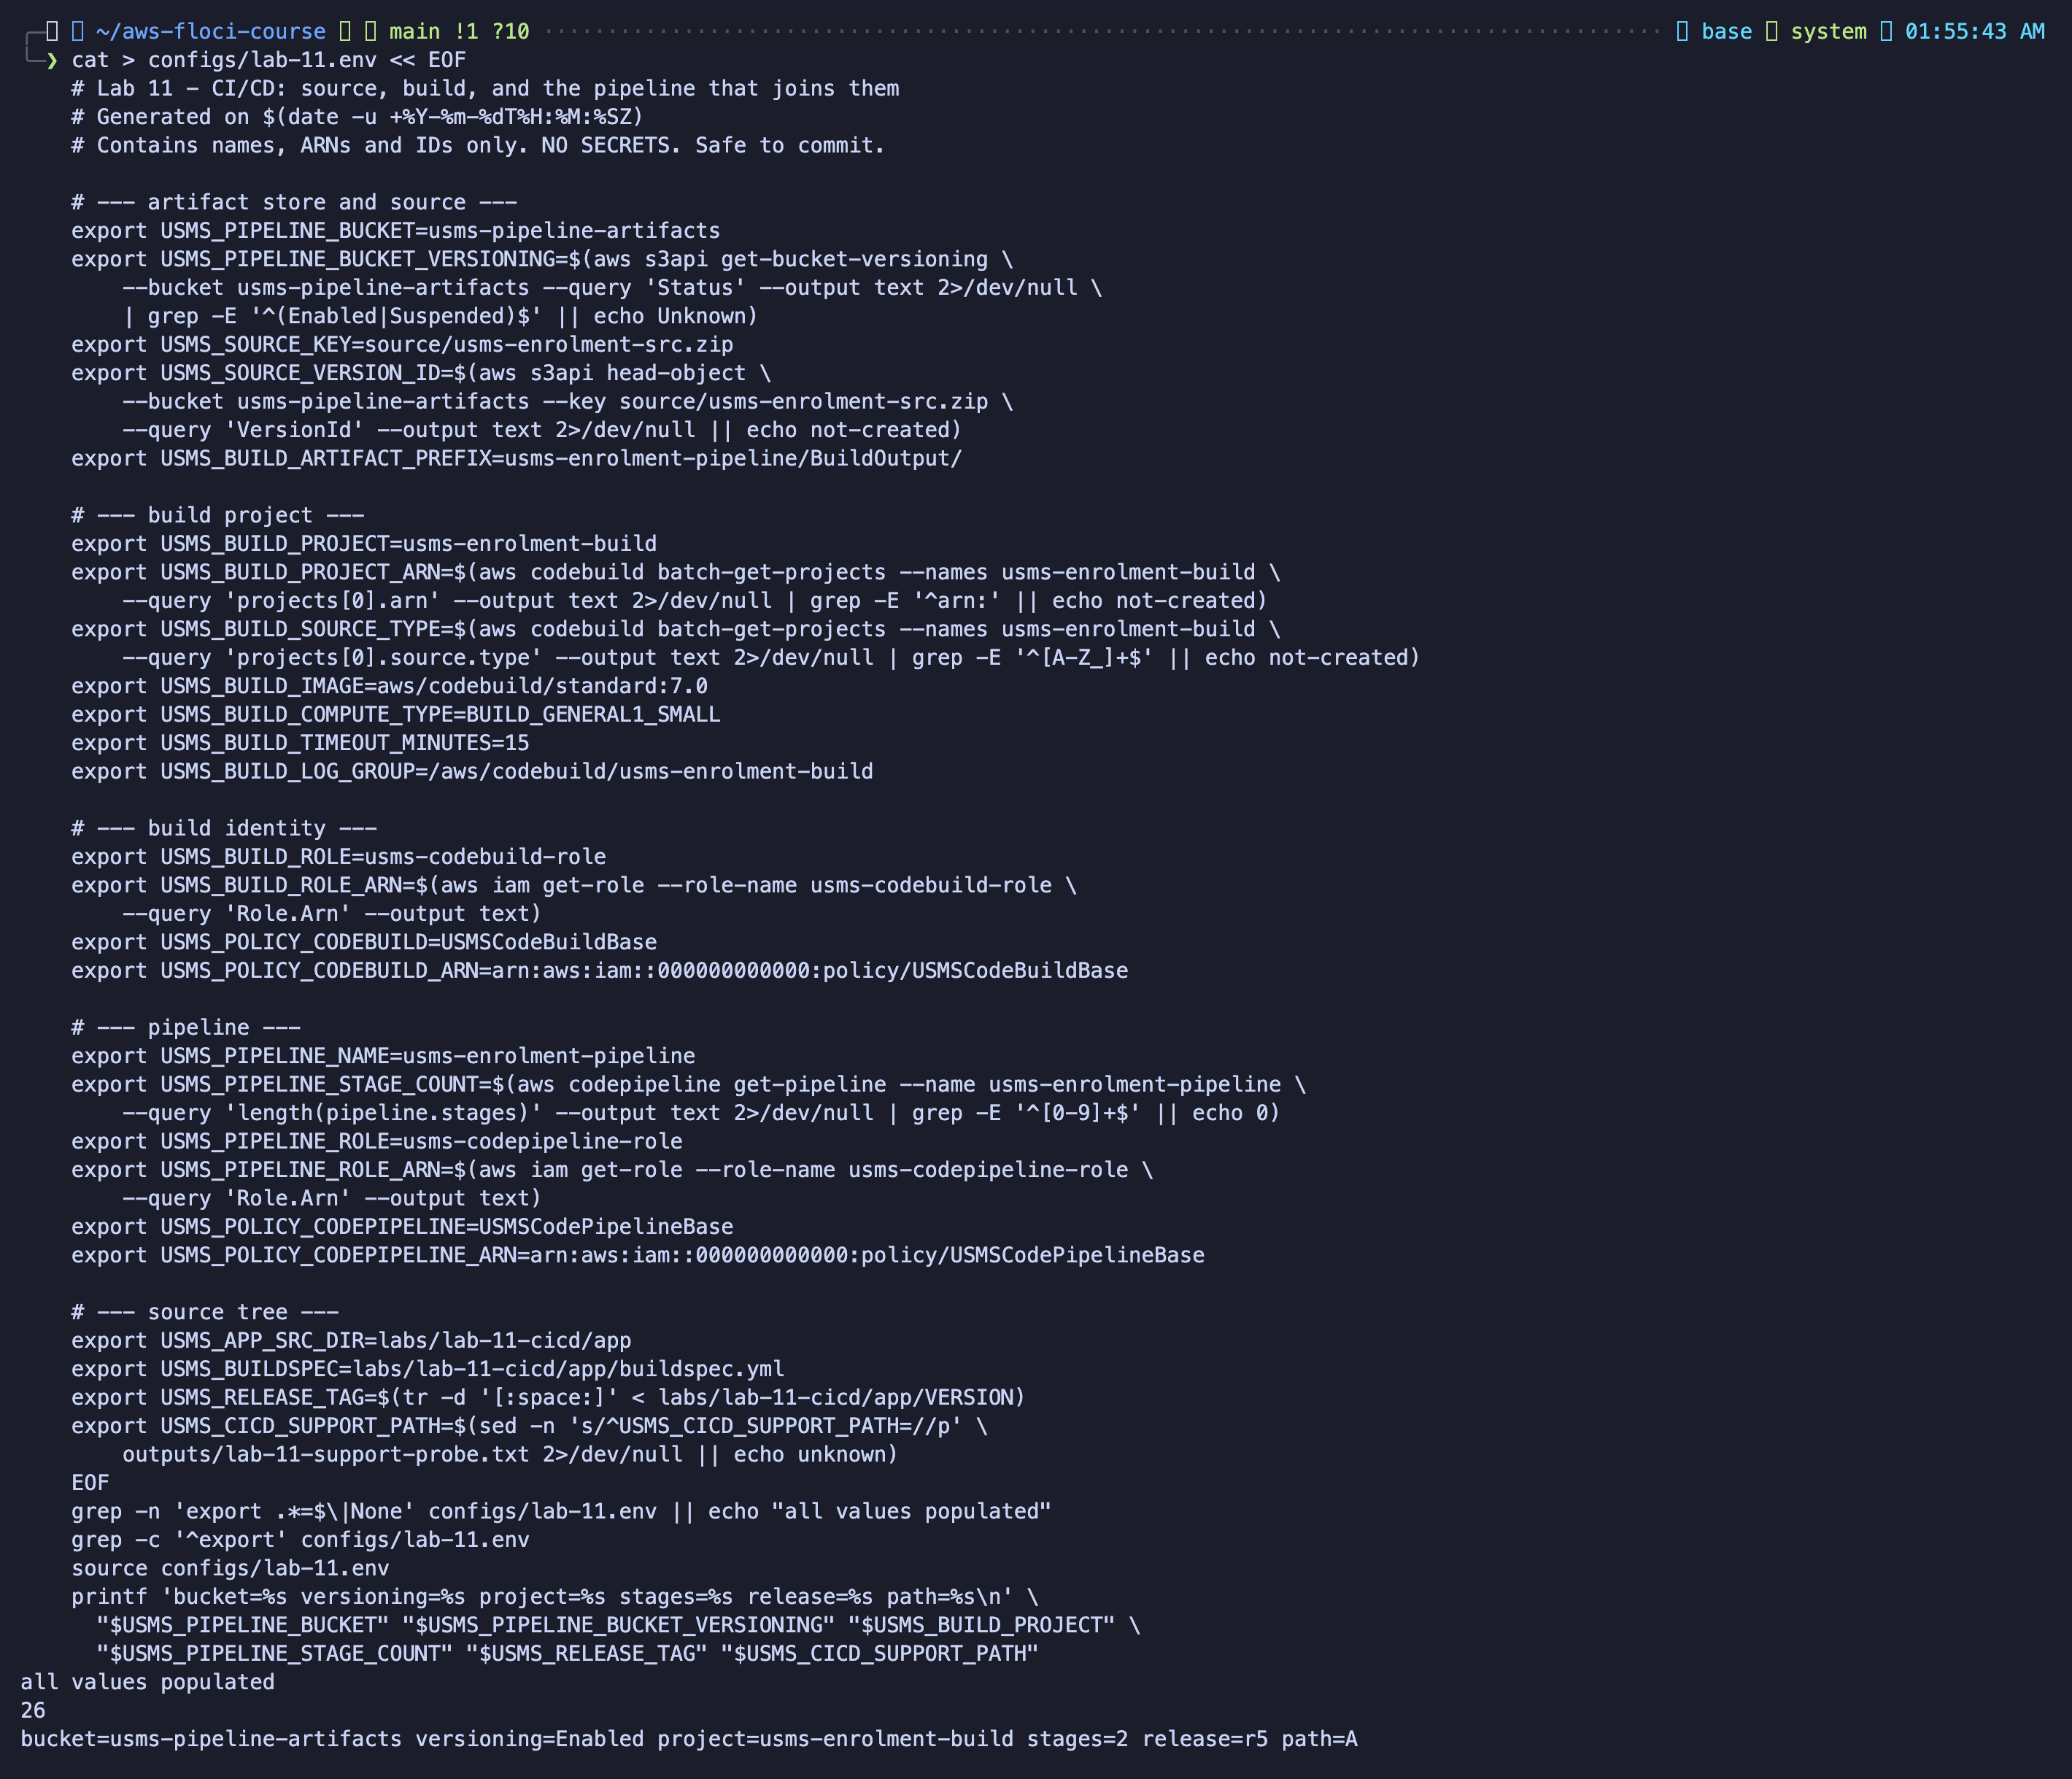 ~/aws-floci-course main !1 ?10 base system 01:55:43 AM
❯ cat > configs/lab-11.env << EOF
# Lab 11 - CI/CD: source, build, and the pipeline that joins them
# Generated on $(date -u +%Y-%m-%dT%H:%M:%SZ)
# Contains names, ARNs and IDs only. NO SECRETS. Safe to commit.

# --- artifact store and source ---
export USMS_PIPELINE_BUCKET=usms-pipeline-artifacts
export USMS_PIPELINE_BUCKET_VERSIONING=$(aws s3api get-bucket-versioning \
    --bucket usms-pipeline-artifacts --query 'Status' --output text 2>/dev/null \
    | grep -E '^(Enabled|Suspended)$' || echo Unknown)
export USMS_SOURCE_KEY=source/usms-enrolment-src.zip
export USMS_SOURCE_VERSION_ID=$(aws s3api head-object \
    --bucket usms-pipeline-artifacts --key source/usms-enrolment-src.zip \
    --query 'VersionId' --output text 2>/dev/null || echo not-created)
export USMS_BUILD_ARTIFACT_PREFIX=usms-enrolment-pipeline/BuildOutput/

# --- build project ---
export USMS_BUILD_PROJECT=usms-enrolment-build
export USMS_BUILD_PROJECT_ARN=$(aws codebuild batch-get-projects --names usms-enrolment-build \
    --query 'projects[0].arn' --output text 2>/dev/null | grep -E '^arn:' || echo not-created)
export USMS_BUILD_SOURCE_TYPE=$(aws codebuild batch-get-projects --names usms-enrolment-build \
    --query 'projects[0].source.type' --output text 2>/dev/null | grep -E '^[A-Z_]+$' || echo not-created)
export USMS_BUILD_IMAGE=aws/codebuild/standard:7.0
export USMS_BUILD_COMPUTE_TYPE=BUILD_GENERAL1_SMALL
export USMS_BUILD_TIMEOUT_MINUTES=15
export USMS_BUILD_LOG_GROUP=/aws/codebuild/usms-enrolment-build

# --- build identity ---
export USMS_BUILD_ROLE=usms-codebuild-role
export USMS_BUILD_ROLE_ARN=$(aws iam get-role --role-name usms-codebuild-role \
    --query 'Role.Arn' --output text)
export USMS_POLICY_CODEBUILD=USMSCodeBuildBase
export USMS_POLICY_CODEBUILD_ARN=arn:aws:iam::000000000000:policy/USMSCodeBuildBase

# --- pipeline ---
export USMS_PIPELINE_NAME=usms-enrolment-pipeline
export USMS_PIPELINE_STAGE_COUNT=$(aws codepipeline get-pipeline --name usms-enrolment-pipeline \
    --query 'length(pipeline.stages)' --output text 2>/dev/null | grep -E '^[0-9]+$' || echo 0)
export USMS_PIPELINE_ROLE=usms-codepipeline-role
export USMS_PIPELINE_ROLE_ARN=$(aws iam get-role --role-name usms-codepipeline-role \
    --query 'Role.Arn' --output text)
export USMS_POLICY_CODEPIPELINE=USMSCodePipelineBase
export USMS_POLICY_CODEPIPELINE_ARN=arn:aws:iam::000000000000:policy/USMSCodePipelineBase

# --- source tree ---
export USMS_APP_SRC_DIR=labs/lab-11-cicd/app
export USMS_BUILDSPEC=labs/lab-11-cicd/app/buildspec.yml
export USMS_RELEASE_TAG=$(tr -d '[:space:]' < labs/lab-11-cicd/app/VERSION)
export USMS_CICD_SUPPORT_PATH=$(sed -n 's/^USMS_CICD_SUPPORT_PATH=//p' \
    outputs/lab-11-support-probe.txt 2>/dev/null || echo unknown)
EOF
grep -n 'export .*=$\|None' configs/lab-11.env || echo "all values populated"
grep -c '^export' configs/lab-11.env
source configs/lab-11.env
printf 'bucket=%s versioning=%s project=%s stages=%s release=%s path=%s\n' \
  "$USMS_PIPELINE_BUCKET" "$USMS_PIPELINE_BUCKET_VERSIONING" "$USMS_BUILD_PROJECT" \
  "$USMS_PIPELINE_STAGE_COUNT" "$USMS_RELEASE_TAG" "$USMS_CICD_SUPPORT_PATH"
all values populated
26
bucket=usms-pipeline-artifacts versioning=Enabled project=usms-enrolment-build stages=2 release=r5 path=A